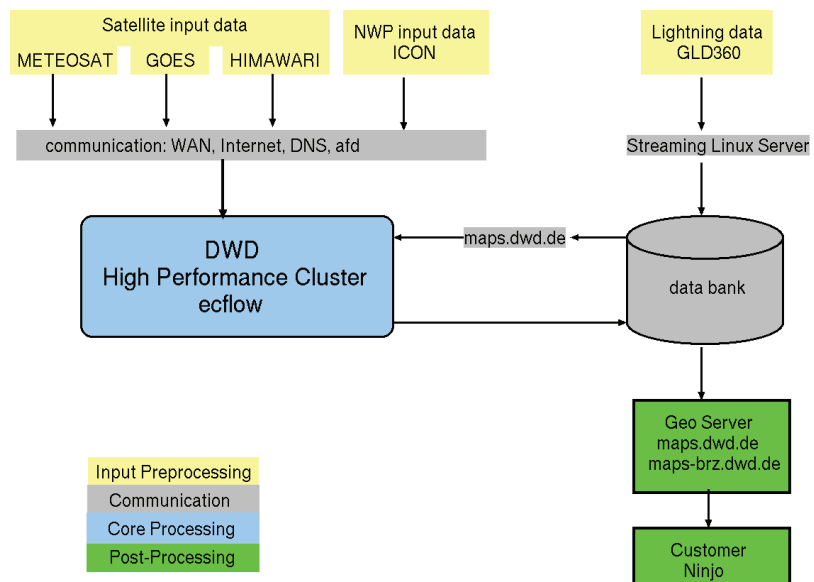 Satellite input data
METEOSAT GOES HIMAWARI
NWP input data
ICON
Lightning data
GLD360
communication: WAN, Internet, DNS, afd
Streaming Linux Server
DWD
High Performance Cluster
ecflow
maps.dwd.de
data bank
Geo Server
maps.dwd.de
maps-brz.dwd.de
Customer
Ninjo
Input Preprocessing
Communication
Core Processing
Post-Processing